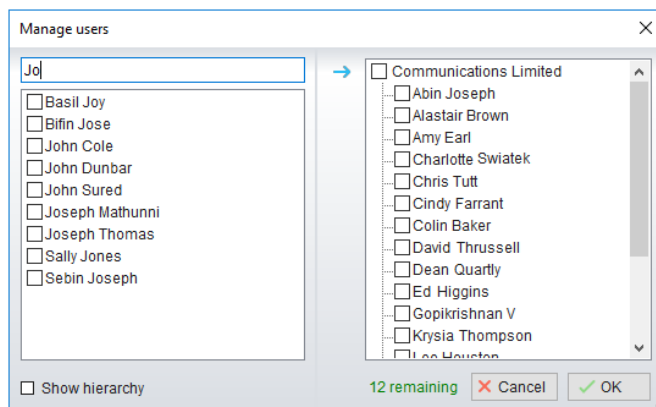 Manage users
Jo
Basil Joy
Bifin Jose
John Cole
John Dunbar
John Sured
Joseph Mathunni
Joseph Thomas
Sally Jones
Sebin Joseph
Show hierarchy
Communications Limited
Abin Joseph
Alastair Brown
Amy Earl
Charlotte Swiatek
Chris Tutt
Cindy Farrant
Colin Baker
David Thrussell
Dean Quartly
Ed Higgins
Gopikrishnan V
Krysia Thompson
Lee Houston
12 remaining
Cancel
OK